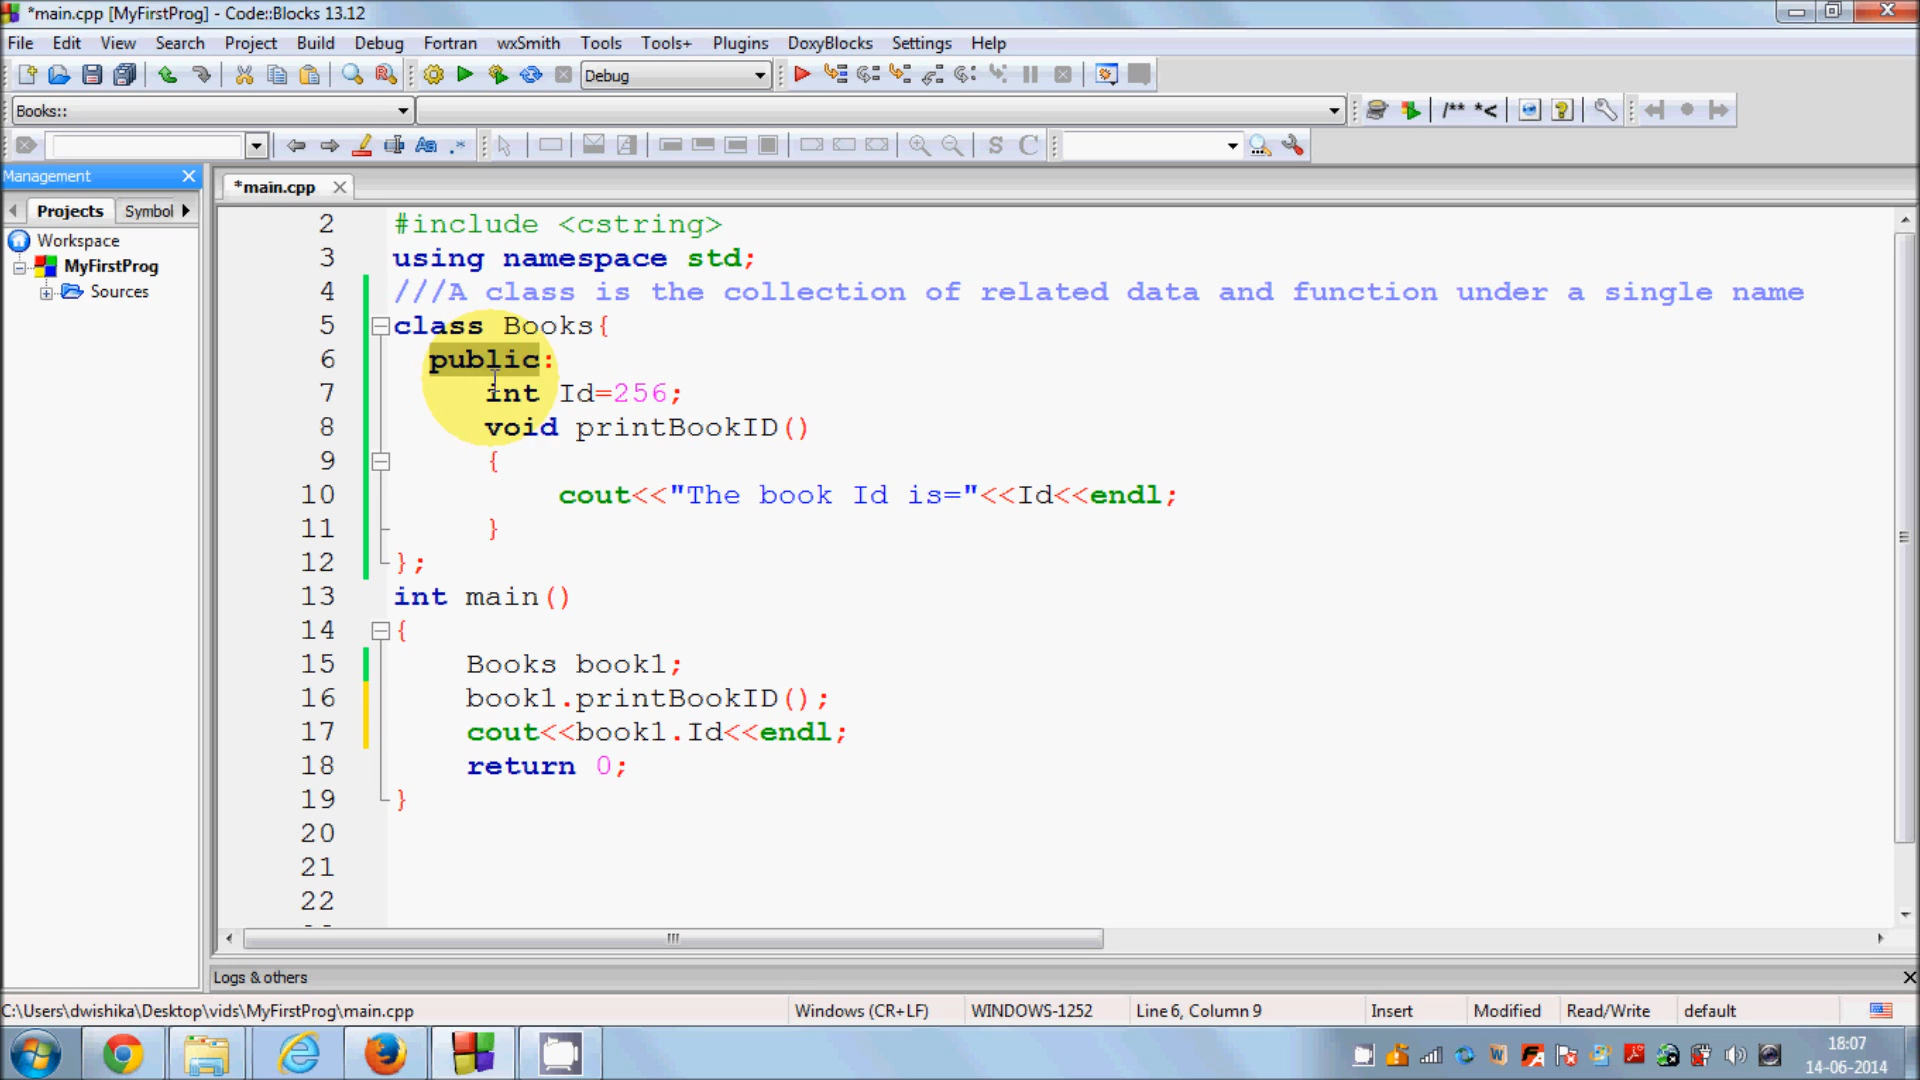 *main.cpp [MyFirstProg] - Code::Blocks 13.12
File Edit View Search Project Build Debug Fortran wxSmith Tools Tools+ Plugins DoxyBlocks Settings Help
Debug
Books::
/** *<
S C
Management
*main.cpp
Projects Symbol
Workspace
MyFirstProg
Sources
2 #include <cstring>
3 using namespace std;
4 ///A class is the collection of related data and function under a single name
5 class Books{
6 public:
7 int Id=256;
8 void printBookID()
9 {
10 cout<<"The book Id is="<<Id<<endl;
11 }
12 };
13 int main()
14 {
15 Books book1;
16 book1.printBookID();
17 cout<<book1.Id<<endl;
18 return 0;
19 }
20
21
22
Logs & others
C:\Users\dwishika\Desktop\vids\MyFirstProg\main.cpp Windows (CR+LF) WINDOWS-1252 Line 6, Column 9 Insert Modified Read/Write default
18:07
14-06-2014